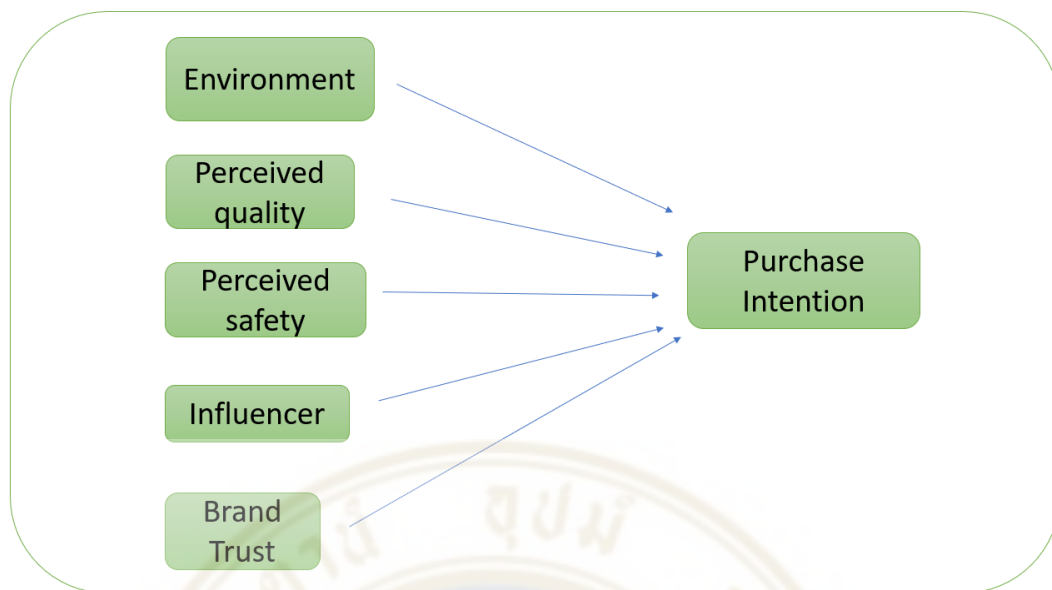 Environment
Perceived
quality
Perceived
safety
Influencer
Brand
Trust
Purchase
Intention